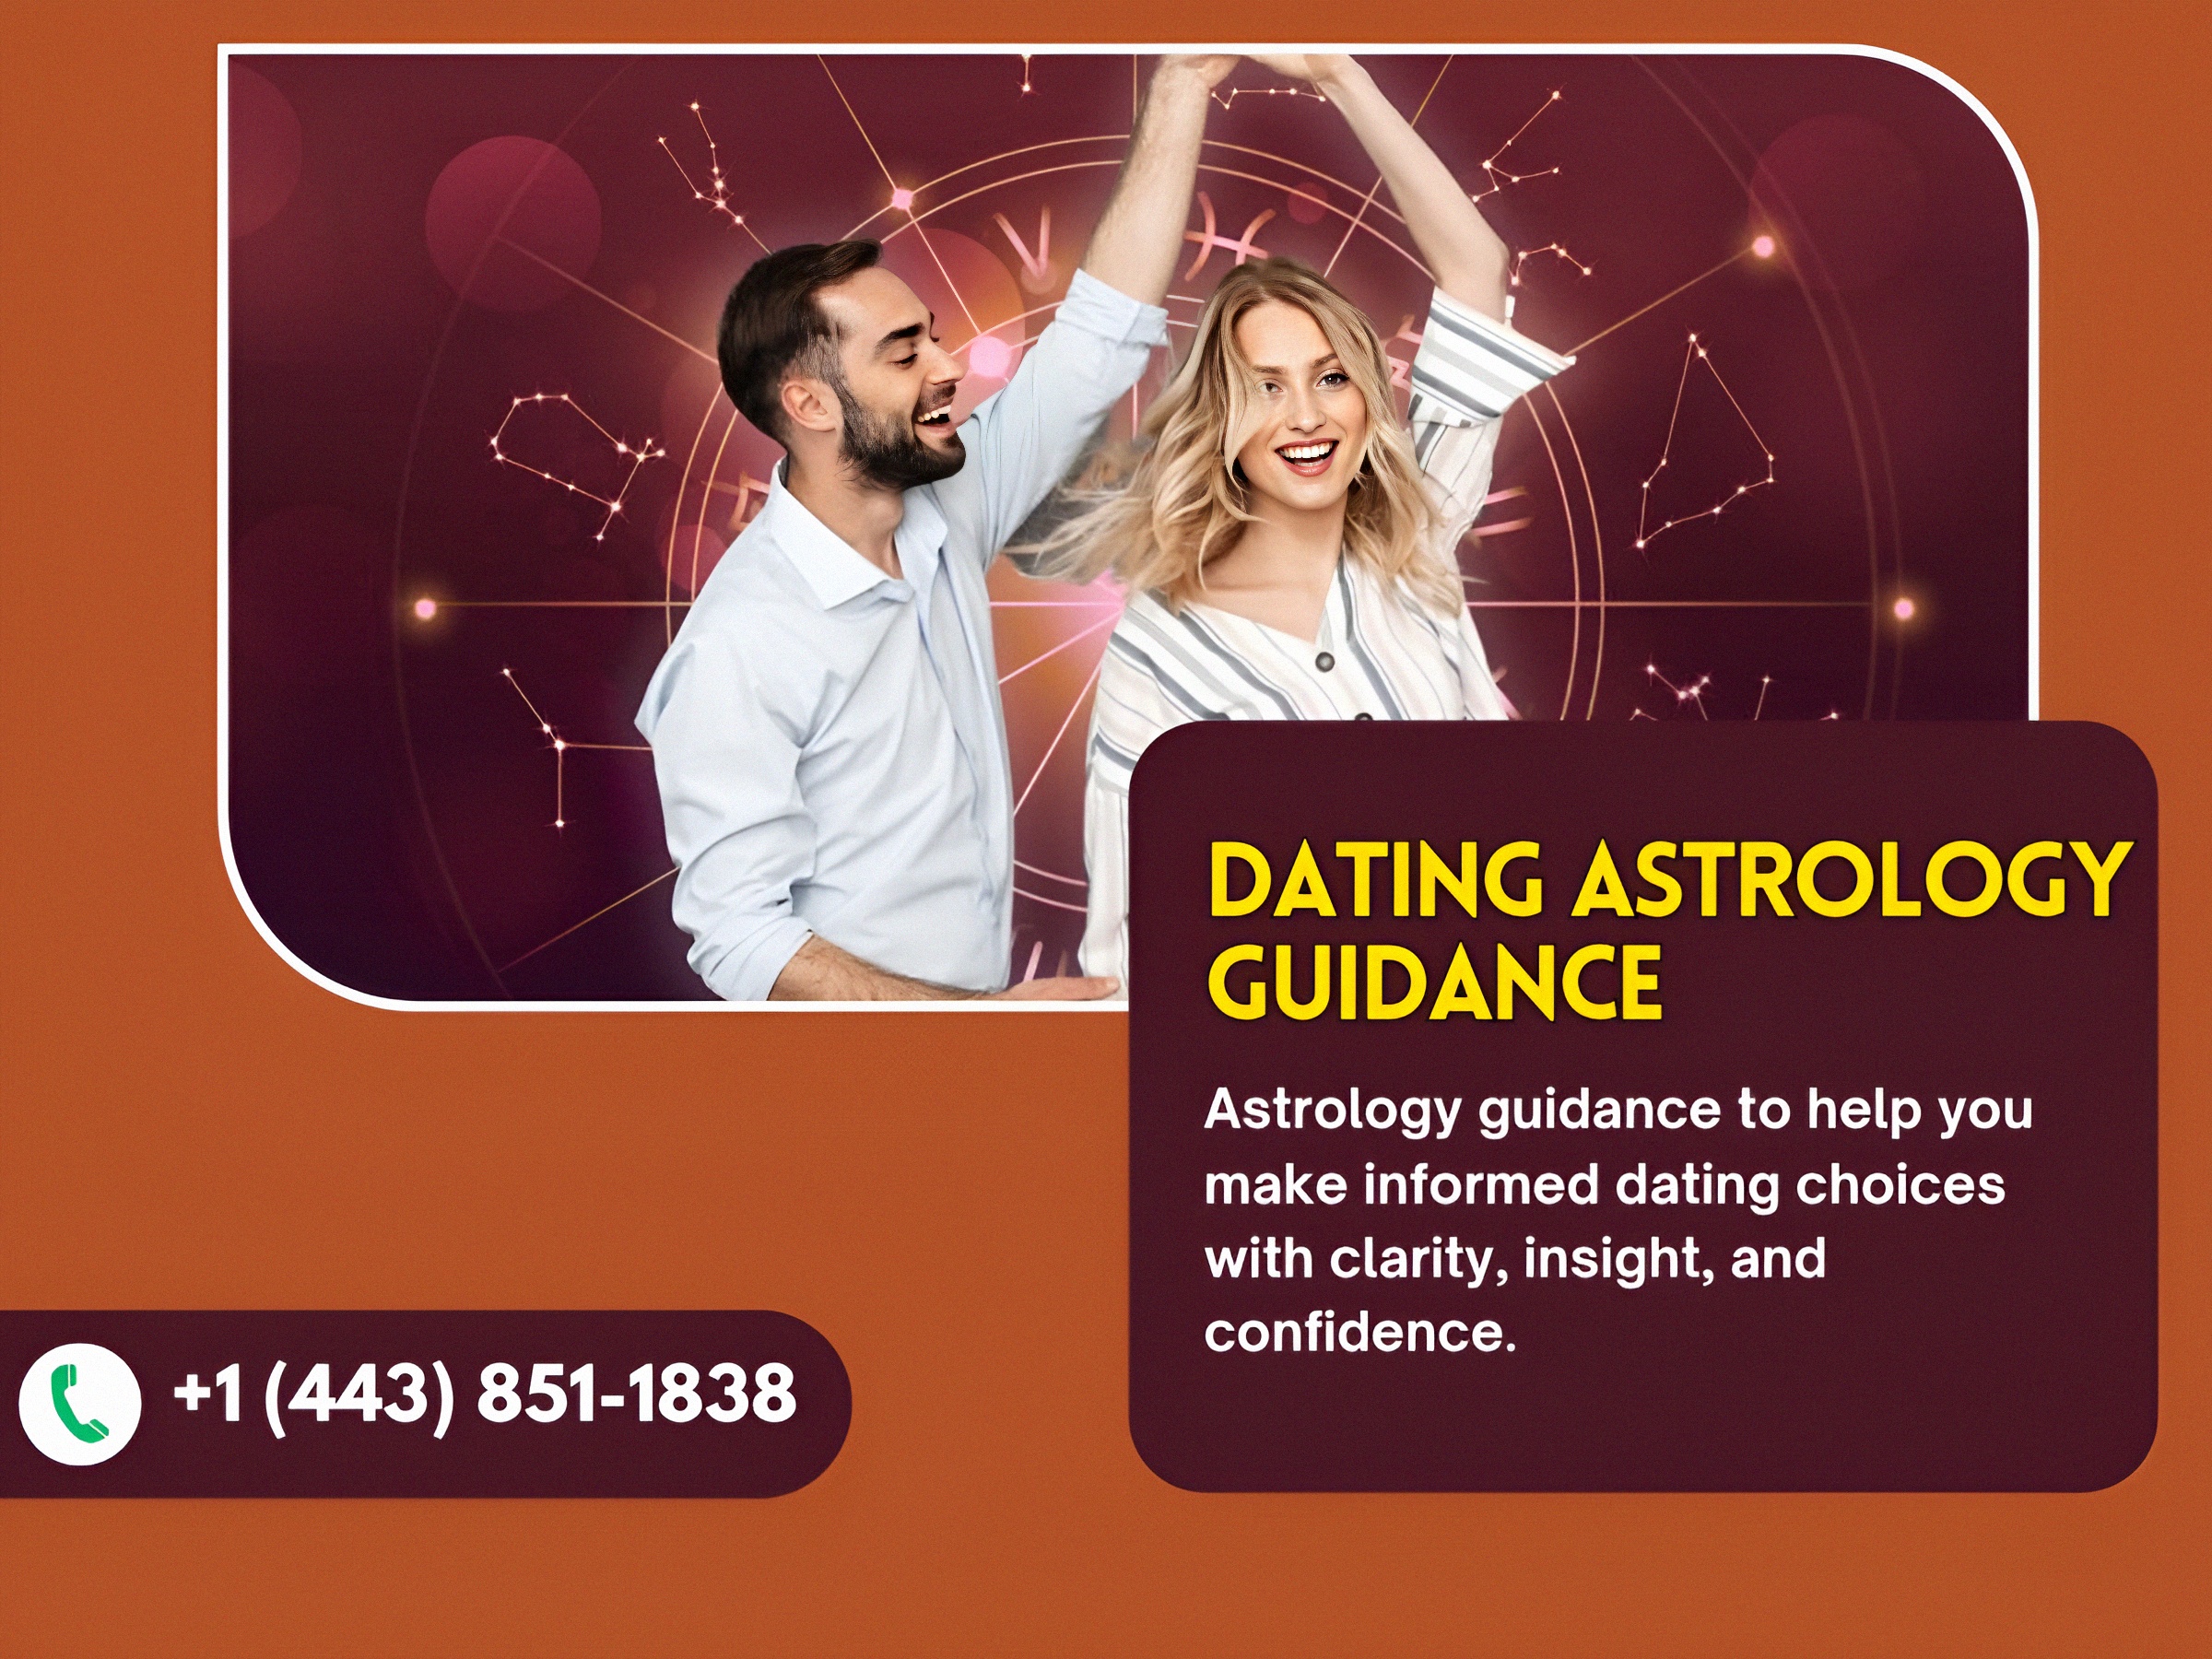 DATING ASTROLOGY
GUIDANCE
Astrology guidance to help you
make informed dating choices
with clarity, insight, and
confidence.
+1 (443) 851-1838